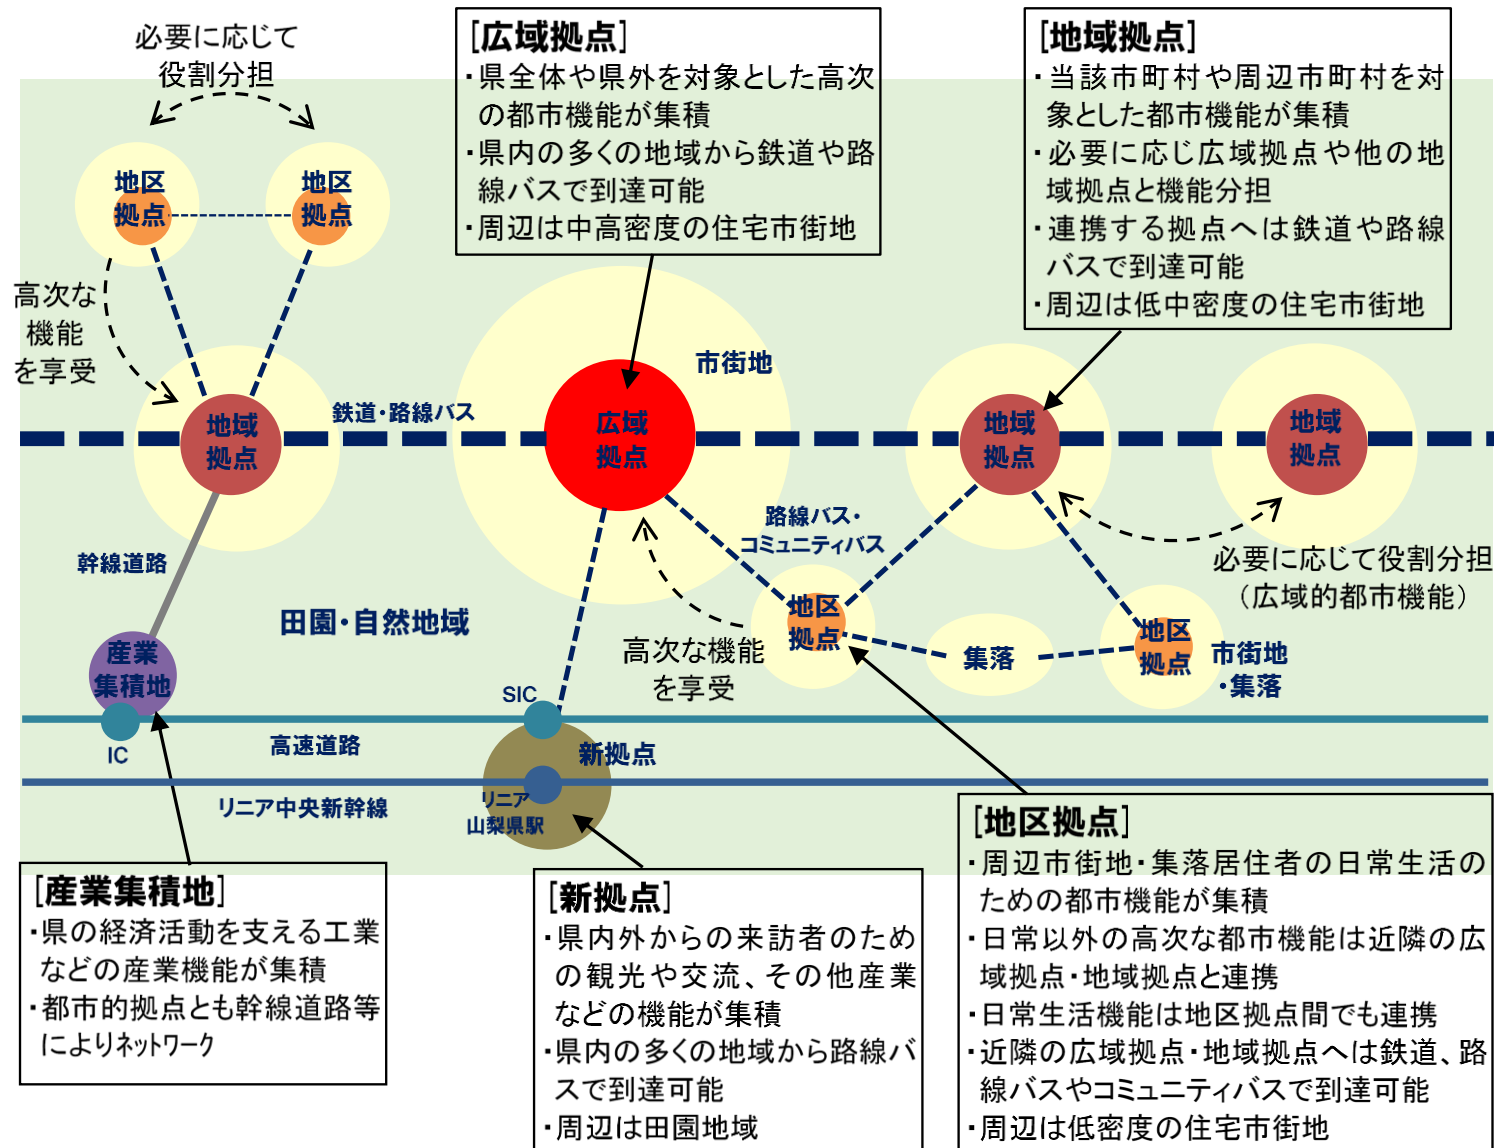 必要に応じて
役割分担
[広域拠点]
・県全体や県外を対象とした高次
の都市機能が集積
・県内の多くの地域から鉄道や路
線バスで到達可能
・周辺は中高密度の住宅市街地
[地域拠点]
・当該市町村や周辺市町村を対
象とした都市機能が集積
・必要に応じ広域拠点や他の地
域拠点と機能分担
・連携する拠点へは鉄道や路線
バスで到達可能
・周辺は低中密度の住宅市街地
地区
拠点
地区
拠点
高次な
機能
を享受
市街地
鉄道・路線バス
地域
拠点
広域
拠点
地域
拠点
地域
拠点
路線バス・
コミュニティバス
必要に応じて役割分担
（広域的都市機能）
幹線道路
田園・自然地域
高次な機能
を享受
地区
拠点
集落
地区
拠点
市街地
・集落
産業
集積地
SIC
IC
高速道路
新拠点
リニア中央新幹線
リニア
山梨県駅
[産業集積地]
・県の経済活動を支える工業
などの産業機能が集積
・都市的拠点とも幹線道路等
によりネットワーク
[新拠点]
・県内外からの来訪者のため
の観光や交流、その他産業
などの機能が集積
・県内の多くの地域から路線バ
スで到達可能
・周辺は田園地域
[地区拠点]
・周辺市街地・集落居住者の日常生活の
ための都市機能が集積
・日常以外の高次な都市機能は近隣の広
域拠点・地域拠点と連携
・日常生活機能は地区拠点間でも連携
・近隣の広域拠点・地域拠点へは鉄道、路
線バスやコミュニティバスで到達可能
・周辺は低密度の住宅市街地